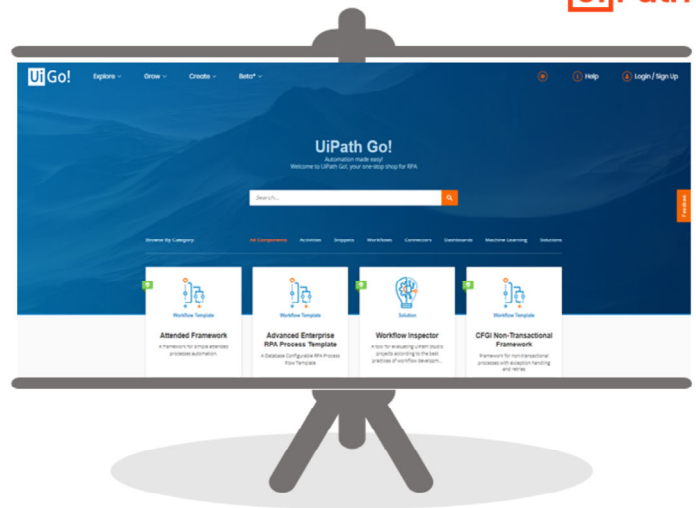 UiPath
Ui Go!
Explore
Grow
Create
Beta*
Help
Login / Sign Up
UiPath Go!
Automation made easy!
Welcome to UiPath Go!, your one-stop shop for RPA
Search...
Feedback
Browse By Category
All Components
Activities
Snippets
Workflows
Connectors
Dashboards
Machine Learning
Solutions
Workflow Template
Attended Framework
A framework for simple attended
processes automation.
Workflow Template
Advanced Enterprise
RPA Process Template
A Database Configurable RPA Process
Flow Template
Solution
Workflow Inspector
A tool for evaluating UiPath studio
projects according to the best
practices of workflow developm...
Workflow Template
CFGI Non-Transactional
Framework
Framework for non-transactional
processes with exception handling
and retries